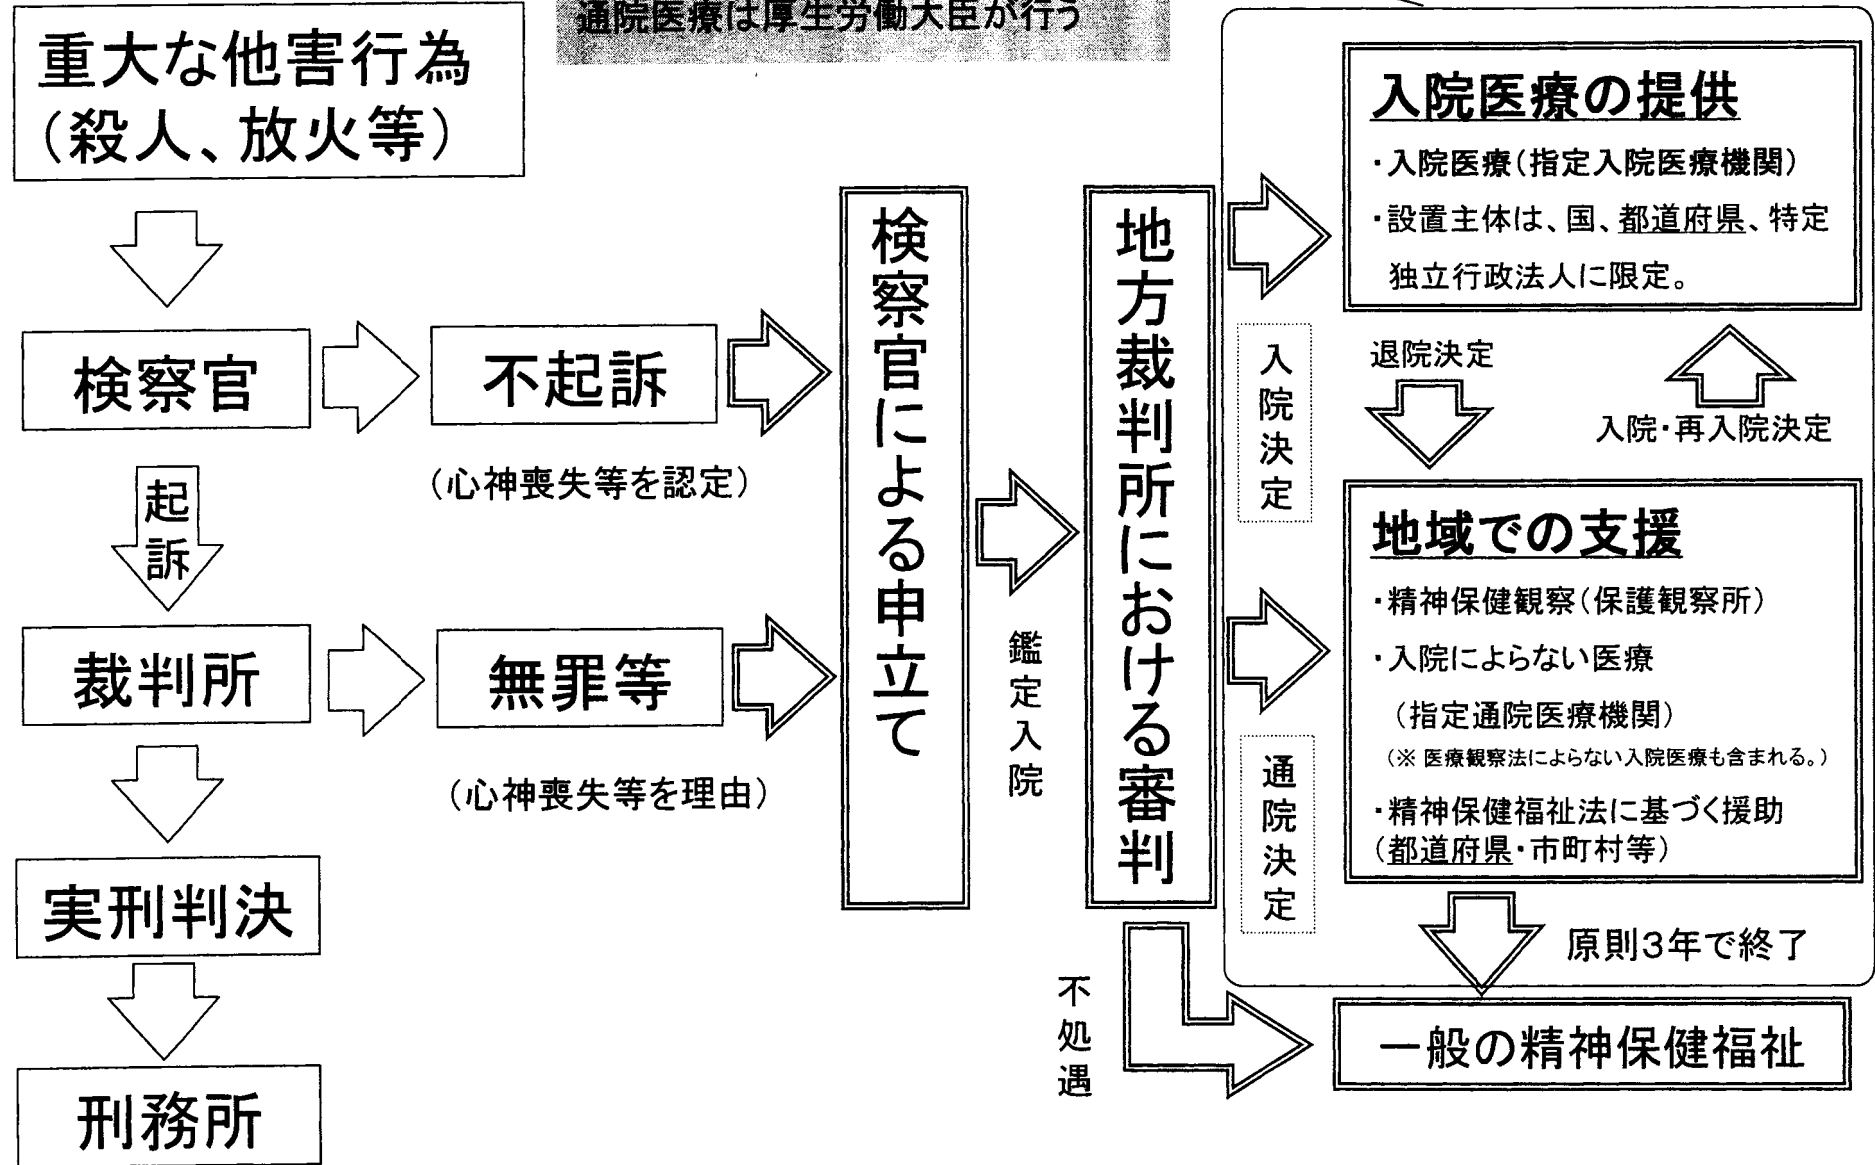 通院医療は厚生労働大臣が行う
重大な他害行為
（殺人、放火等）
検察官
不起訴
（心神喪失等を認定）
起訴
裁判所
無罪等
（心神喪失等を理由）
実刑判決
刑務所
検察官による申立て
鑑定入院
地方裁判所における審判
入院決定
通院決定
不処遇
入院医療の提供
・入院医療（指定入院医療機関）
・設置主体は、国、都道府県、特定
独立行政法人に限定。
退院決定
入院・再入院決定
地域での支援
・精神保健観察（保護観察所）
・入院によらない医療
（指定通院医療機関）
（※ 医療観察法によらない入院医療も含まれる。）
・精神保健福祉法に基づく援助
（都道府県・市町村等）
原則３年で終了
一般の精神保健福祉